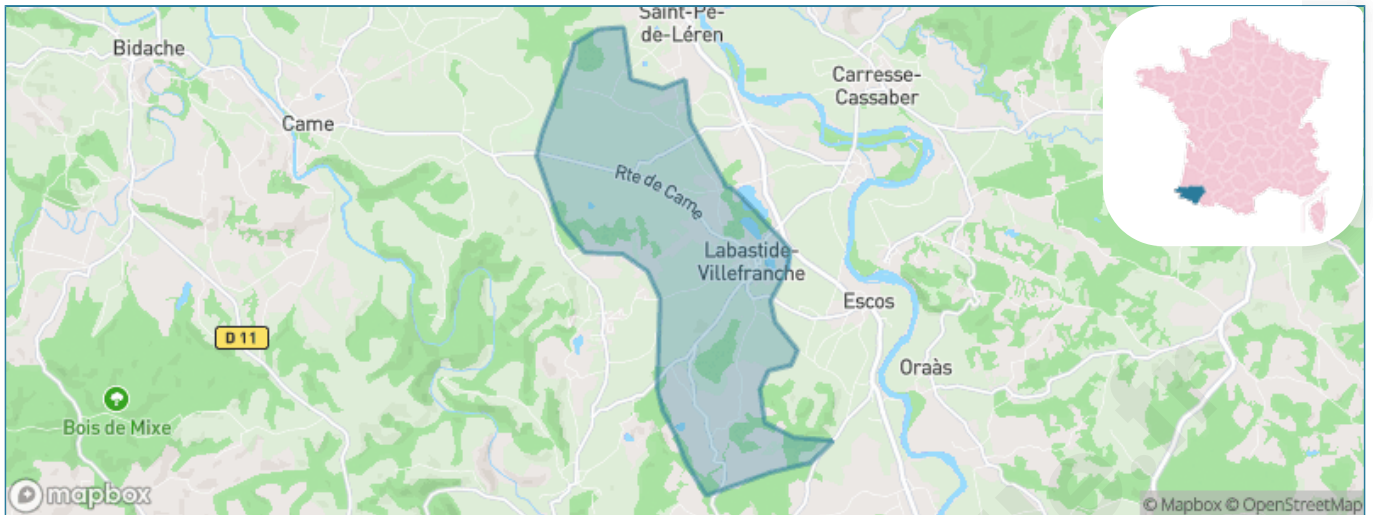 Saint-Pé-
de-Léren
Bidache
Carresse-
Cassaber
Came
Rte de Came
Labastide-
Villefranche
Escos
D 11
Oraàs
Bois de Mixe
mapbox
© Mapbox © OpenStreetMap